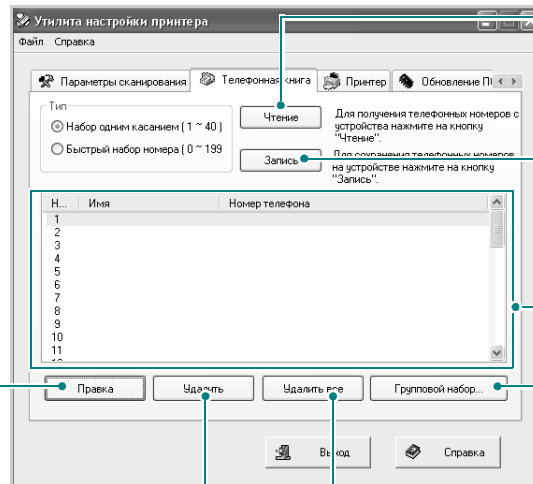 Утилита настройки принтера
Файл Справка
Параметры сканирования Телефонная книга Принтер Обновление П
Тип
Набор одним касанием ( 1 ~ 40 )
Быстрый набор номера ( 0 ~ 199
Чтение
Для получения телефонных номеров с
устройства нажмите на кнопку
"Чтение".
Запись
Для сохранения телефонных номеров
на устройстве нажмите на кнопку
"Запись".
Н... Имя Номер телефона
1
2
3
4
5
6
7
8
9
10
11
Правка Удалить Удалить все Групповой набор...
Выход Справка